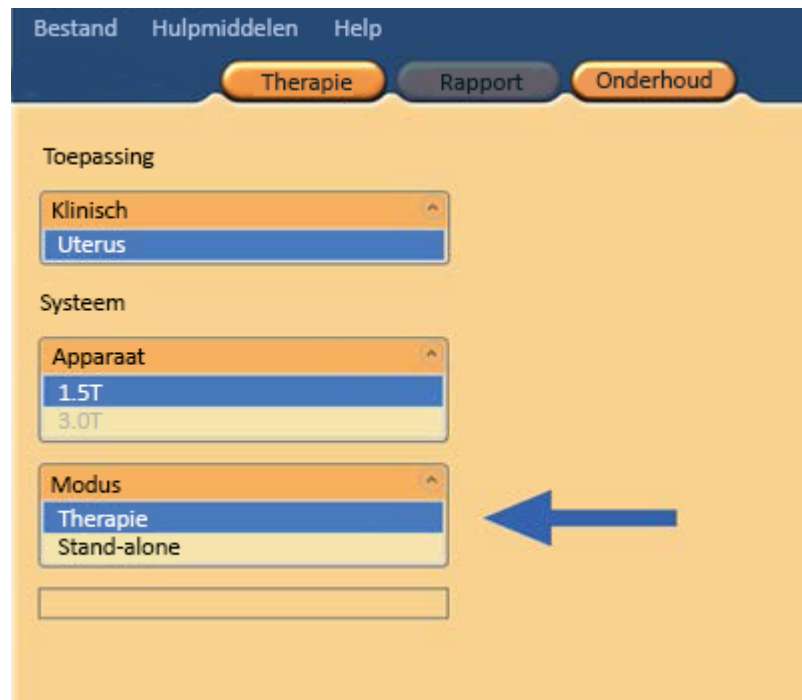 Bestand Hulpmiddelen Help
Therapie Rapport Onderhoud
Toepassing
Klinisch
Uterus
Systeem
Apparaat
1.5T
3.0T
Modus
Therapie
Stand-alone